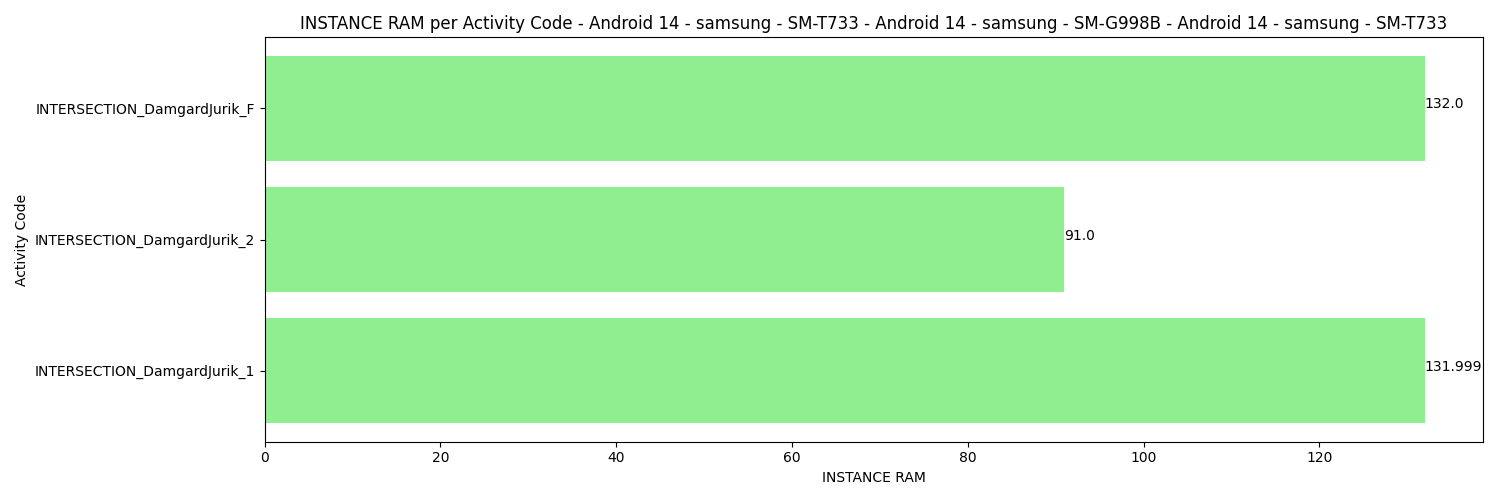 INSTANCE RAM per Activity Code - Android 14 - samsung - SM-T733 - Android 14 - samsung - SM-G998B - Android 14 - samsung - SM-T733
INTERSECTION_DamgardJurik_F
132.0
INTERSECTION_DamgardJurik_2
91.0
INTERSECTION_DamgardJurik_1
131.999
Activity Code
0 20 40 60 80 100 120
INSTANCE RAM